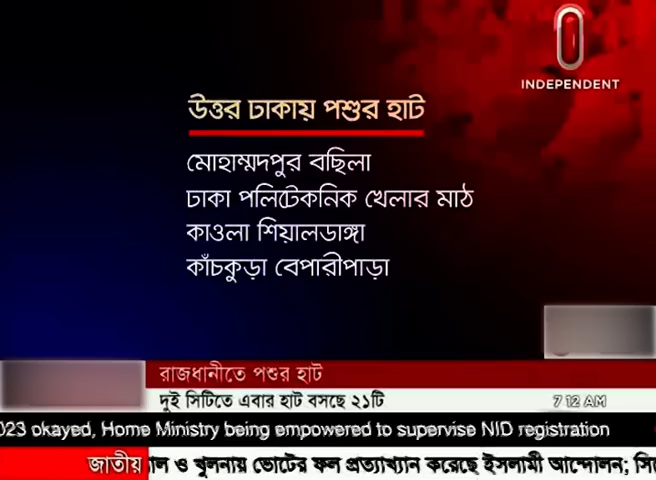 INDEPENDENT
উত্তর ঢাকায় পশুর হাট
মোহাম্মদপুর বছিলা
ঢাকা পলিটেকনিক খেলার মাঠ
কাওলা শিয়ালডাঙ্গা
কাঁচকুড়া বেপারীপাড়া
রাজধানীতে পশুর হাট
দুই সিটিতে এবার হাট বসছে ২১টি
7 12 AM
023 okayed, Home Ministry being empowered to supervise NID registration
জাতীয় াল ও খুলনায় ভোটের ফল প্রত্যাখ্যান করেছে ইসলামী আন্দোলন; সি